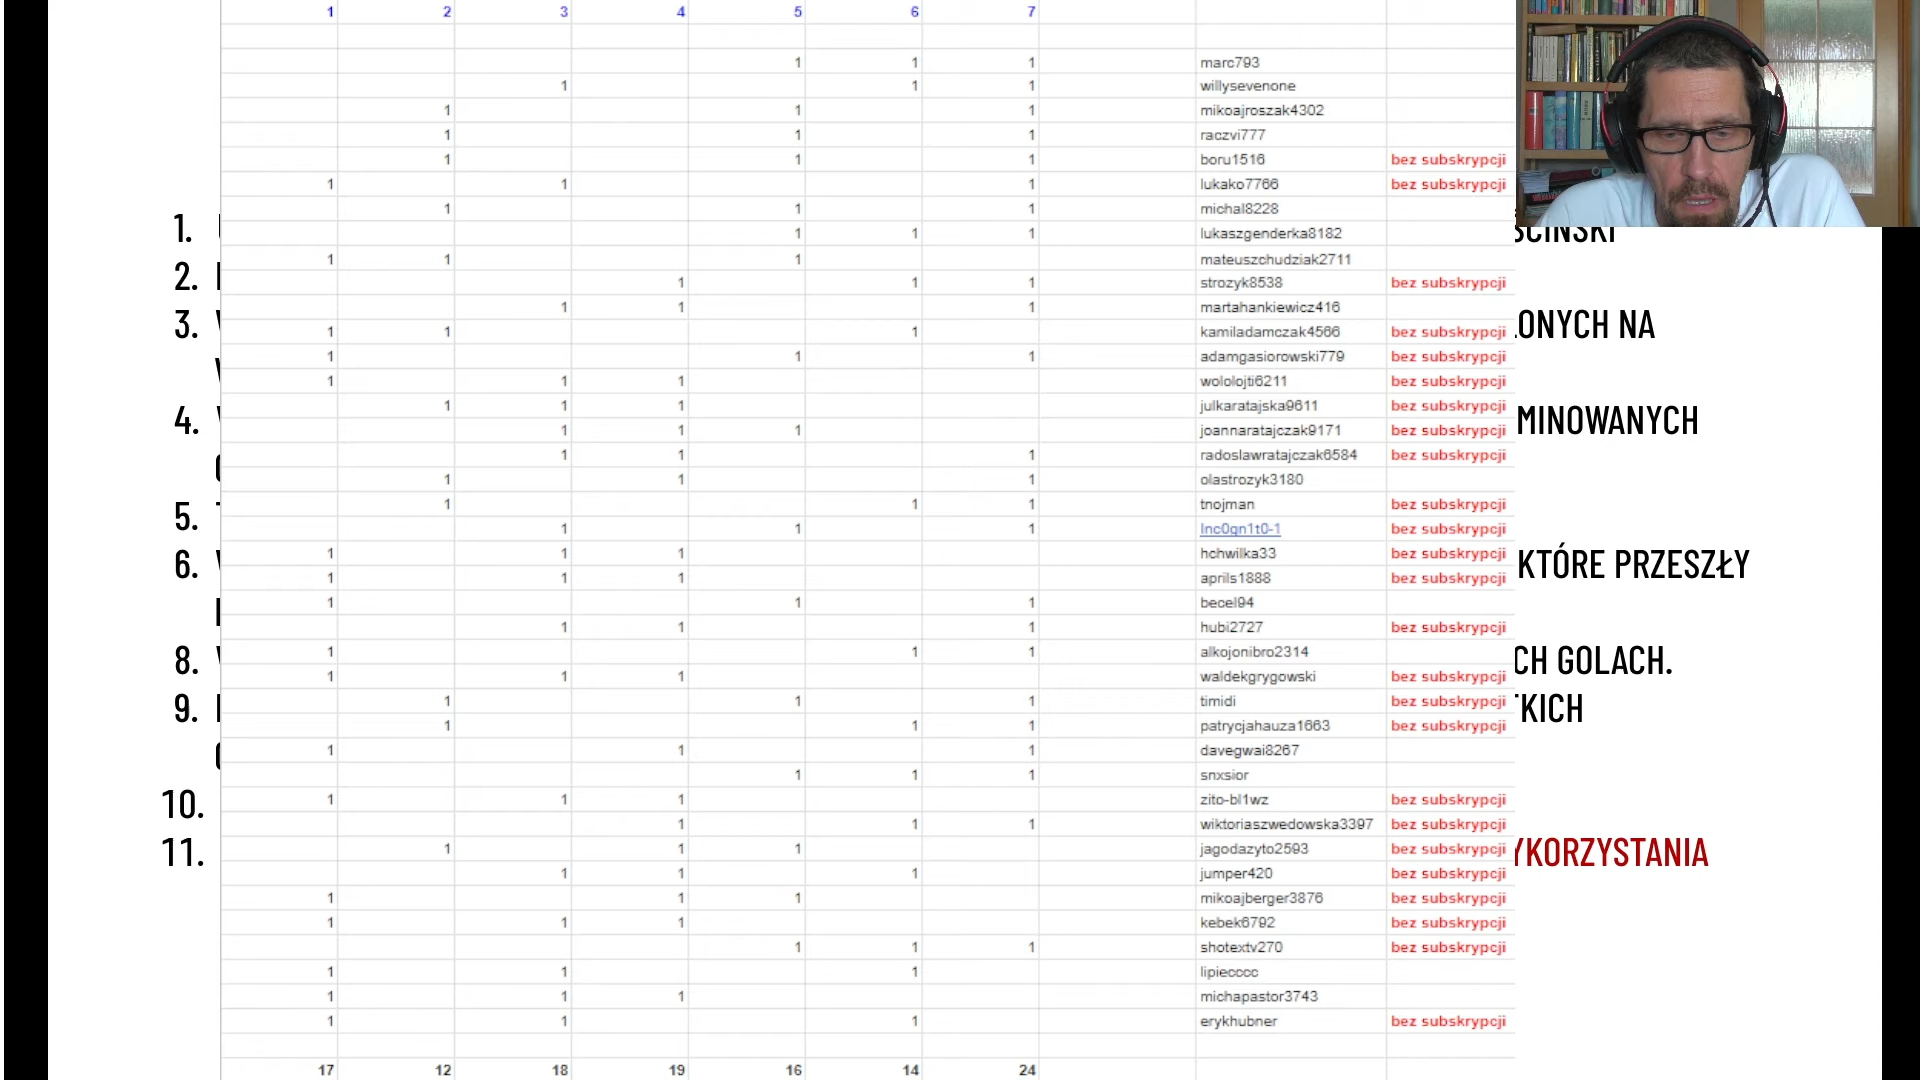 1 2 3 4 5 6 7
1 1 1 marc793
1 1 1 willysevenone
1 1 1 mikoajroszak4302
1 1 1 raczvi777
1 1 1 boru1516 bez subskrypcji
1 1 1 lukako7766 bez subskrypcji
1 1 1 michal8228
1. 1 1 1 lukaszgenderka8182 ŚCIŃSKI
1 1 1 mateuszchudziak2711
2. 1 1 1 strozyk8538 bez subskrypcji
1 1 1 martahankiewicz416
3. 1 1 1 kamiladamczak4566 bez subskrypcji ONYCH NA
1 1 1 adamgasiorowski779 bez subskrypcji
1 1 1 wololojti6211 bez subskrypcji
1 1 1 julkaratajska9611 bez subskrypcji
4. 1 1 1 joannaratajczak9171 bez subskrypcji MINOWANYCH
1 1 1 radoslawratajczak6584 bez subskrypcji
1 1 1 olastrozyk3180
5. 1 1 1 tnojman bez subskrypcji
1 1 1 Inc0gn1t0-1 bez subskrypcji
6. 1 1 1 hchwilka33 bez subskrypcji KTÓRE PRZESZŁY
1 1 1 aprils1888 bez subskrypcji
1 1 1 becel94
1 1 1 hubi2727 bez subskrypcji
8. 1 1 1 alkojonibro2314 CH GOLACH.
1 1 1 waldekgrygowski bez subskrypcji
9. 1 1 1 timidi bez subskrypcji TKICH
1 1 1 patrycjahauza1663 bez subskrypcji
1 1 1 davegwai8267
1 1 1 snxsior
10. 1 1 1 zito-bl1wz bez subskrypcji
1 1 1 wiktoriaszwedowska3397 bez subskrypcji
11. 1 1 1 jagodazyto2593 bez subskrypcji YKORZYSTANIA
1 1 1 jumper420 bez subskrypcji
1 1 1 mikoajberger3876 bez subskrypcji
1 1 1 kebek6792 bez subskrypcji
1 1 1 shotextv270 bez subskrypcji
1 1 1 lipiecccc
1 1 1 michapastor3743
1 1 1 erykhubner bez subskrypcji
17 12 18 19 16 14 24